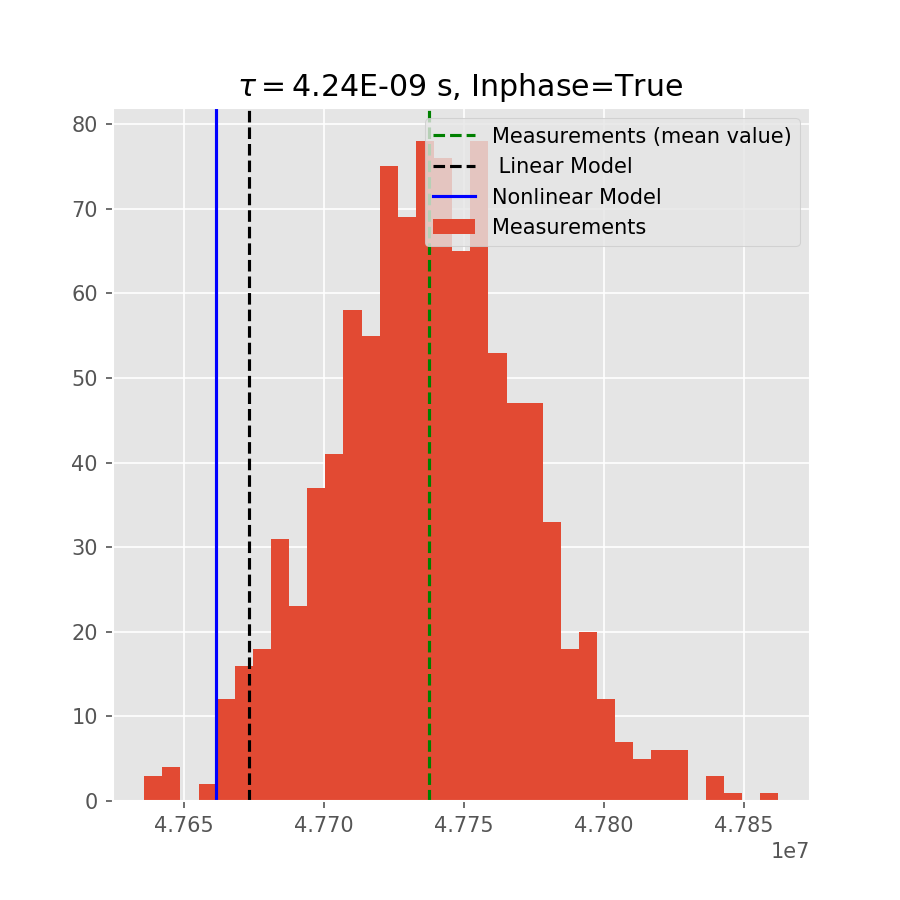 τ = 4.24E-09 s, Inphase=True
80
70
60
50
40
30
20
10
0
Measurements (mean value)
Linear Model
Nonlinear Model
Measurements
4.765 4.770 4.775 4.780 4.785
1e7